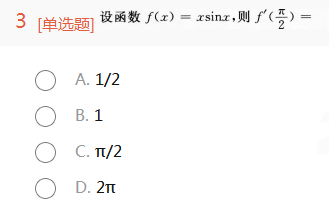 3 [单选题] 设函数 f(x) = xsinx,则 f′(π/2) =
A. 1/2
B. 1
C. π/2
D. 2π